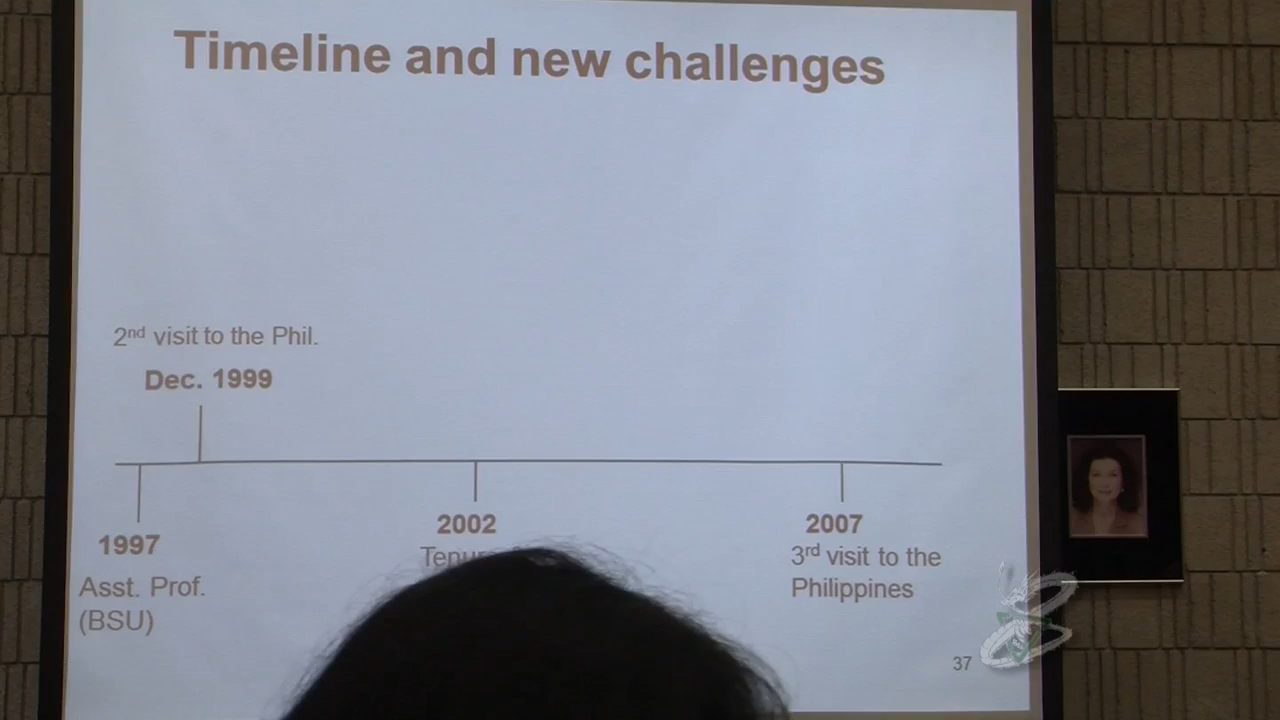 Timeline and new challenges
2nd visit to the Phil.
Dec. 1999
1997
Asst. Prof.
(BSU)
2002
2007
3rd visit to the
Philippines
37